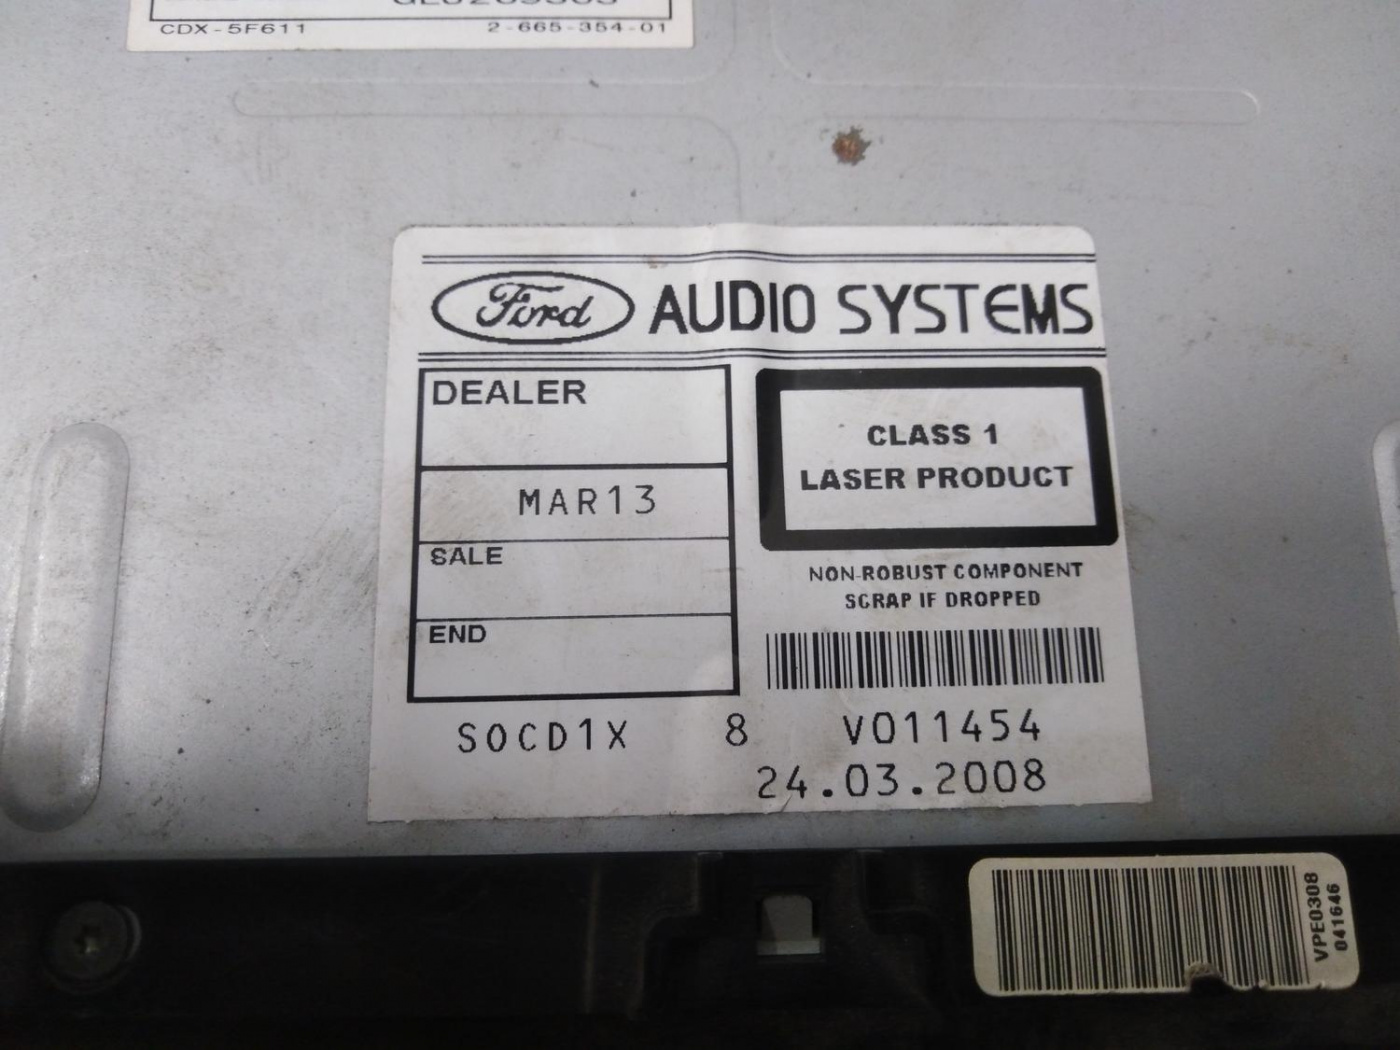 CDX-5F611 2-665-354-01
Ford AUDIO SYSTEMS
DEALER
MAR13
SALE
END
CLASS 1
LASER PRODUCT
NON-ROBUST COMPONENT
SCRAP IF DROPPED
SOCD1X 8 V011454
24.03.2008
VPE0308
041646